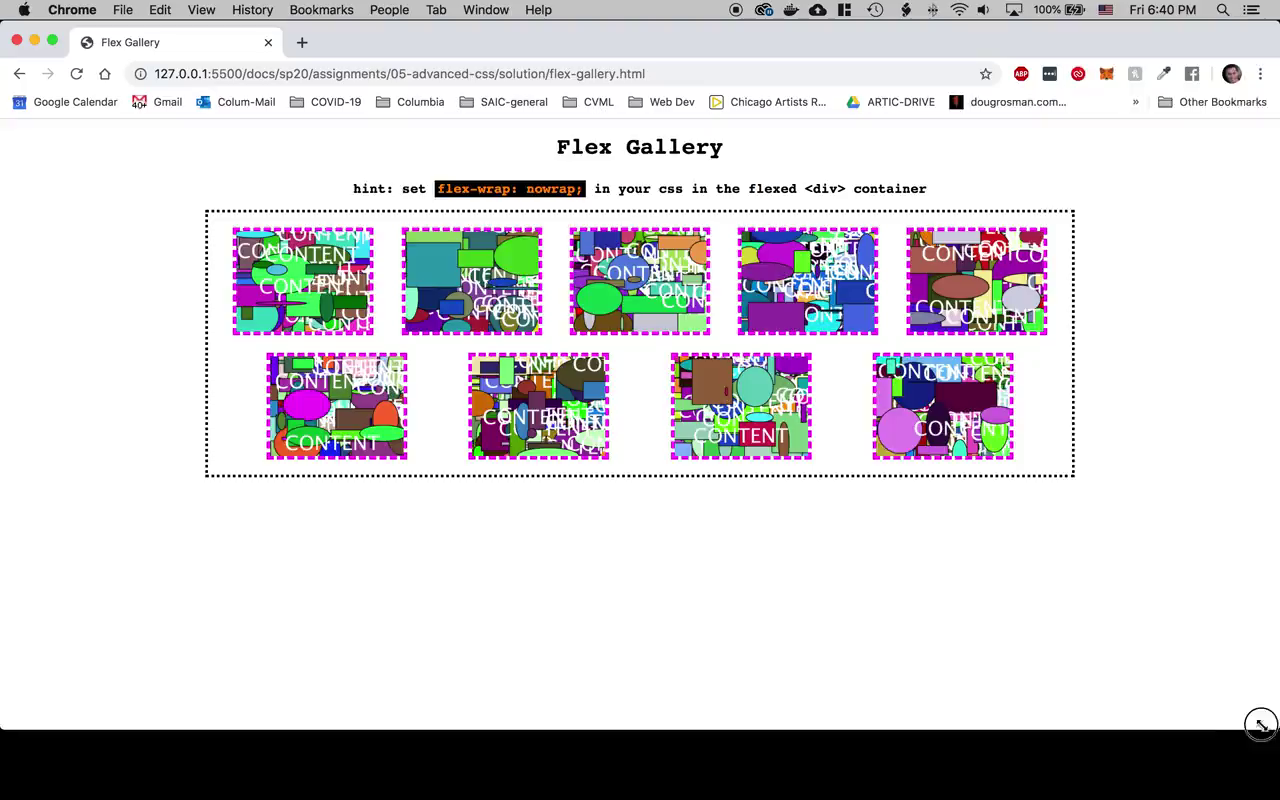 Chrome File Edit View History Bookmarks People Tab Window Help 100% Fri 6:40 PM
Flex Gallery
127.0.0.1:5500/docs/sp20/assignments/05-advanced-css/solution/flex-gallery.html
ABP
31 Google Calendar 40+ Gmail Colum-Mail COVID-19 Columbia SAIC-general CVML Web Dev Chicago Artists R... ARTIC-DRIVE dougrosman.com... » Other Bookmarks
Flex Gallery
hint: set flex-wrap: nowrap; in your css in the flexed <div> container
CONTENT
CONTENT
CONTENT
CONTENT
CONTENT
CONTENT
CONTENT
CONTENT
CONTENT
CONTENT